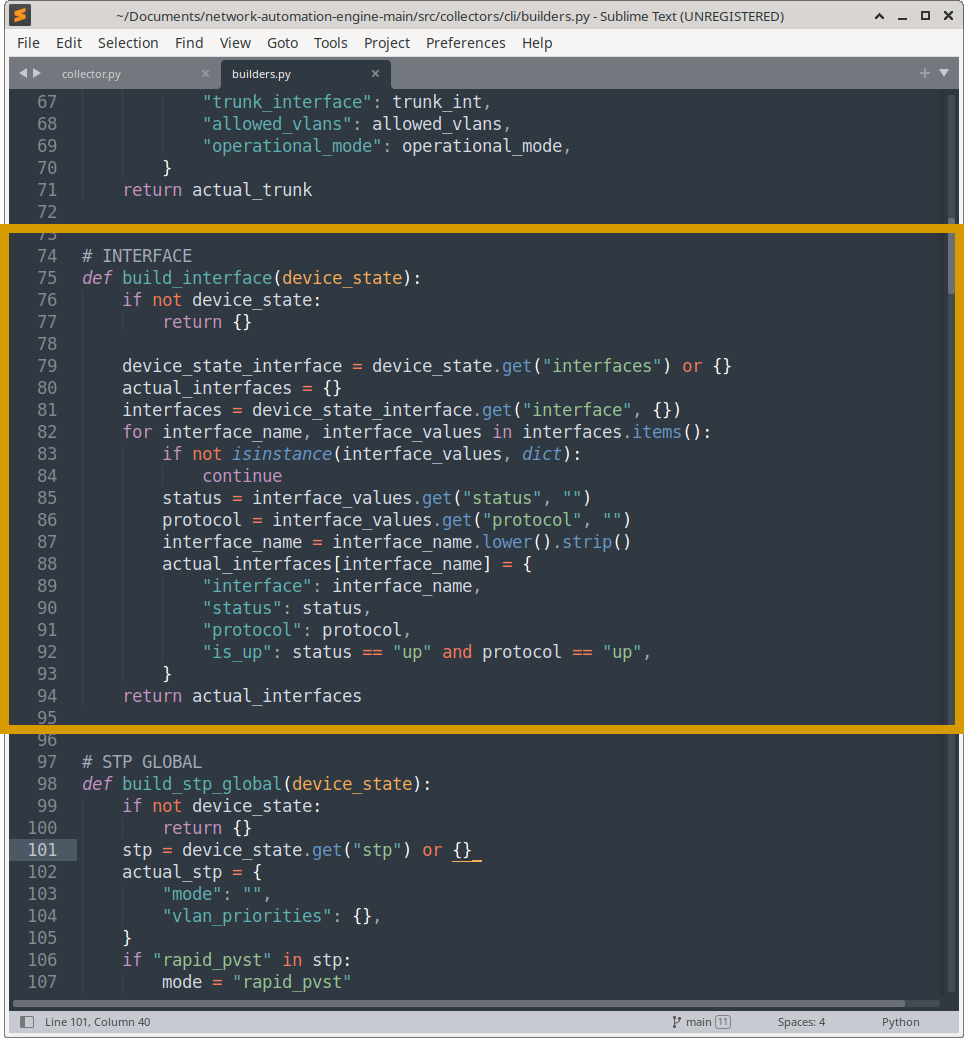 ~/Documents/network-automation-engine-main/src/collectors/cli/builders.py - Sublime Text (UNREGISTERED)
File Edit Selection Find View Goto Tools Project Preferences Help
collector.py builders.py
67 "trunk_interface": trunk_int,
68 "allowed_vlans": allowed_vlans,
69 "operational_mode": operational_mode,
70 }
71 return actual_trunk
72
73
74 # INTERFACE
75 def build_interface(device_state):
76 if not device_state:
77 return {}
78
79 device_state_interface = device_state.get("interfaces") or {}
80 actual_interfaces = {}
81 interfaces = device_state_interface.get("interface", {})
82 for interface_name, interface_values in interfaces.items():
83 if not isinstance(interface_values, dict):
84 continue
85 status = interface_values.get("status", "")
86 protocol = interface_values.get("protocol", "")
87 interface_name = interface_name.lower().strip()
88 actual_interfaces[interface_name] = {
89 "interface": interface_name,
90 "status": status,
91 "protocol": protocol,
92 "is_up": status == "up" and protocol == "up",
93 }
94 return actual_interfaces
95
96
97 # STP GLOBAL
98 def build_stp_global(device_state):
99 if not device_state:
100 return {}
101 stp = device_state.get("stp") or {}
102 actual_stp = {
103 "mode": "",
104 "vlan_priorities": {},
105 }
106 if "rapid_pvst" in stp:
107 mode = "rapid_pvst"
Line 101, Column 40 main 11 Spaces: 4 Python